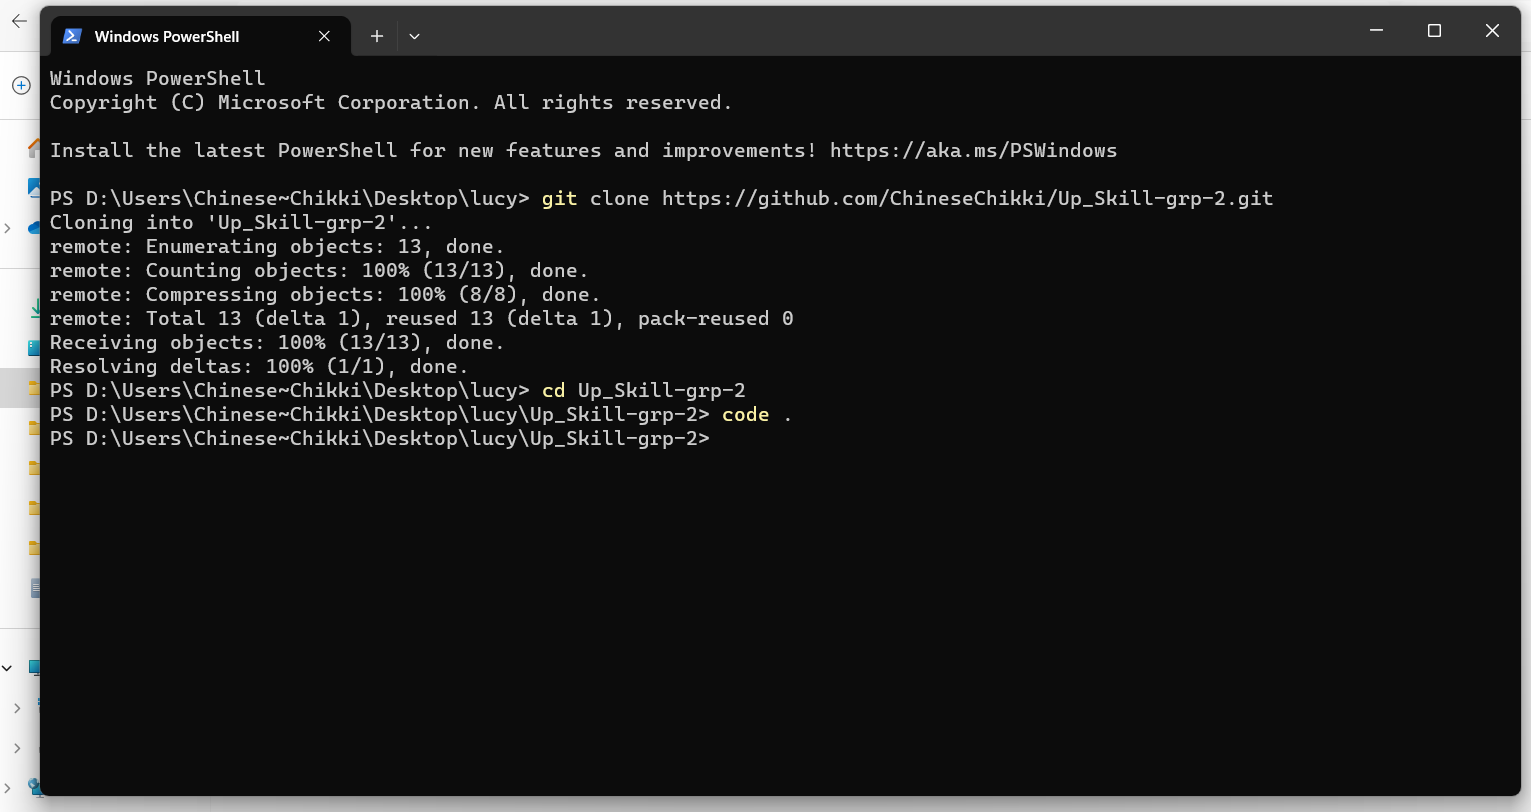 Windows PowerShell
Windows PowerShell
Copyright (C) Microsoft Corporation. All rights reserved.
Install the latest PowerShell for new features and improvements! https://aka.ms/PSWindows
PS D:\Users\Chinese~Chikki\Desktop\lucy> git clone https://github.com/ChineseChikki/Up_Skill-grp-2.git
Cloning into 'Up_Skill-grp-2'...
remote: Enumerating objects: 13, done.
remote: Counting objects: 100% (13/13), done.
remote: Compressing objects: 100% (8/8), done.
remote: Total 13 (delta 1), reused 13 (delta 1), pack-reused 0
Receiving objects: 100% (13/13), done.
Resolving deltas: 100% (1/1), done.
PS D:\Users\Chinese~Chikki\Desktop\lucy> cd Up_Skill-grp-2
PS D:\Users\Chinese~Chikki\Desktop\lucy\Up_Skill-grp-2> code .
PS D:\Users\Chinese~Chikki\Desktop\lucy\Up_Skill-grp-2>